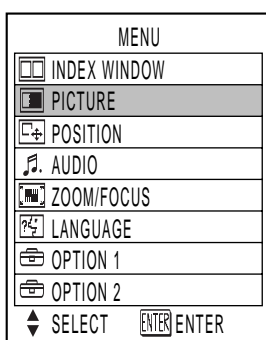 MENU
INDEX WINDOW
PICTURE
POSITION
AUDIO
ZOOM/FOCUS
LANGUAGE
OPTION 1
OPTION 2
SELECT ENTER ENTER